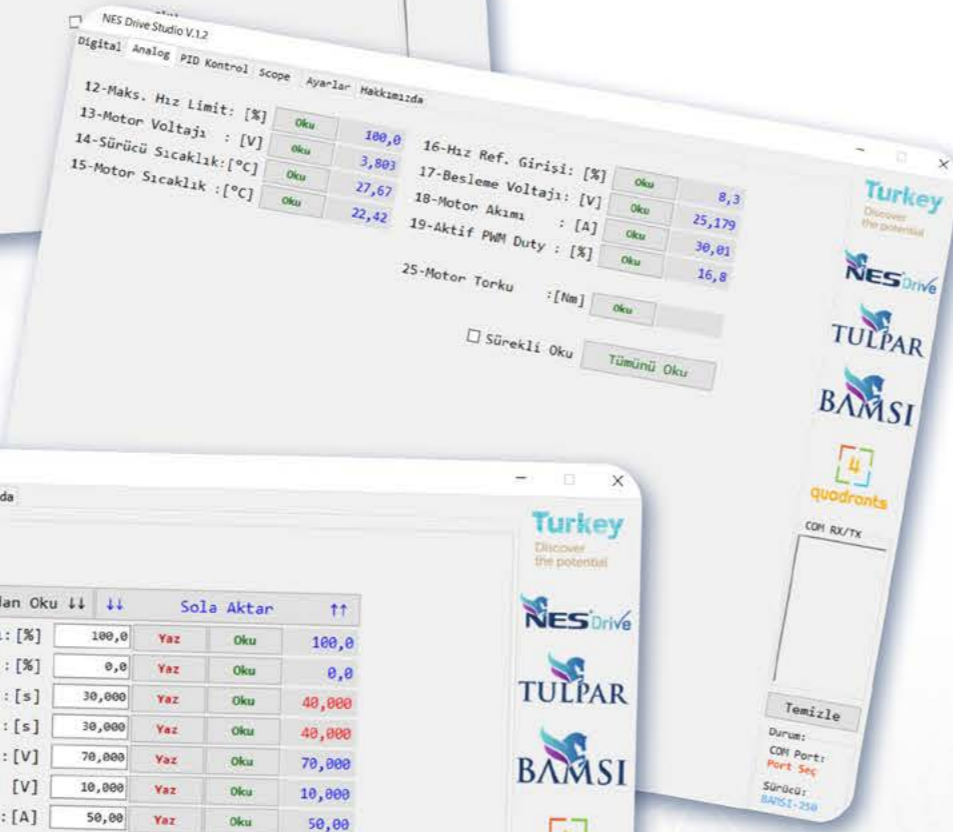 NES Drive Studio V.1.2
Digital Analog PID Kontrol Scope Ayarlar Hakkımızda
12-Maks. Hız Limit: [%] Oku 100,0
13-Motor Voltajı : [V] Oku 3,803
14-Sürücü Sıcaklık:[°C] Oku 27,67
15-Motor Sıcaklık :[°C] Oku 22,42
16-Hız Ref. Girişi: [%] Oku 8,3
17-Besleme Voltajı: [V] Oku 25,179
18-Motor Akımı : [A] Oku 30,01
19-Aktif PWM Duty : [%] Oku 16,8
25-Motor Torku :[Nm] Oku
Sürekli Oku Tümünü Oku
Turkey
Discover
the potential
NES Drive
TULPAR
BAMSI
4
quadrants
COM RX/TX
Temizle
Durum:
COM Port:
Port Seç
Sürücü:
BAMSI-250
da
dan Oku ↓↓ ↓↓ Sola Aktar ↑↑
: [%] 100,0 Yaz Oku 100,0
: [%] 0,0 Yaz Oku 0,0
: [s] 30,000 Yaz Oku 40,000
: [s] 30,000 Yaz Oku 40,000
: [V] 70,000 Yaz Oku 70,000
[V] 10,000 Yaz Oku 10,000
: [A] 50,00 Yaz Oku 50,00
Turkey
Discover
the potential
NES Drive
TULPAR
BAMSI